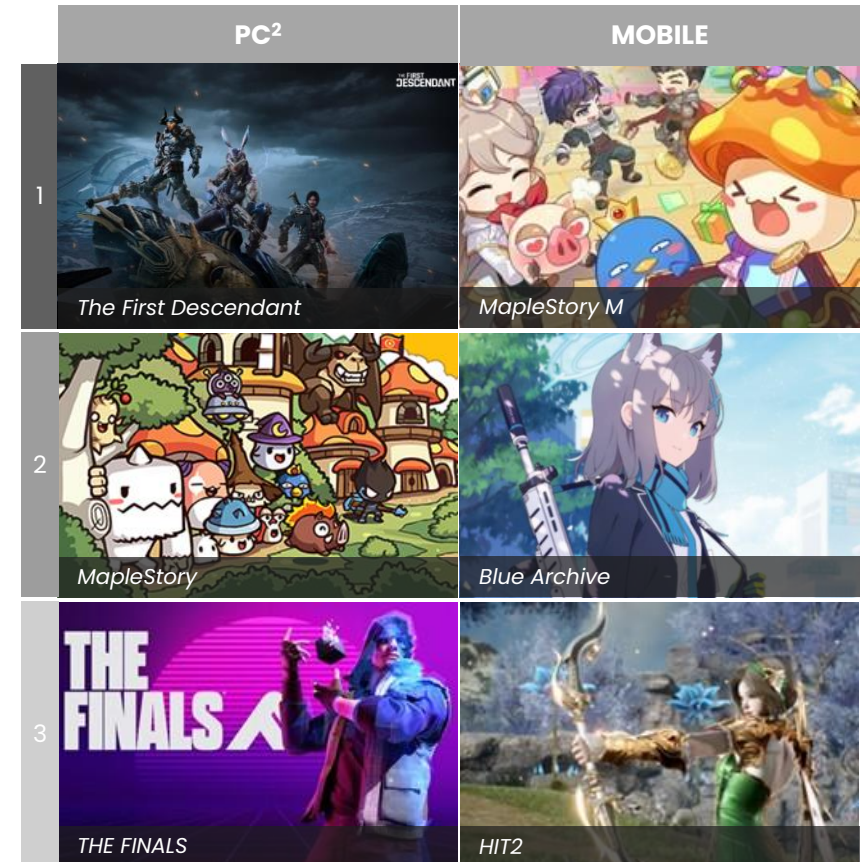 PC² MOBILE
1
THE FIRST
DESCENDANT
The First Descendant
MapleStory M
2
MapleStory
Blue Archive
3
THE
FINALS
THE FINALS
HIT2